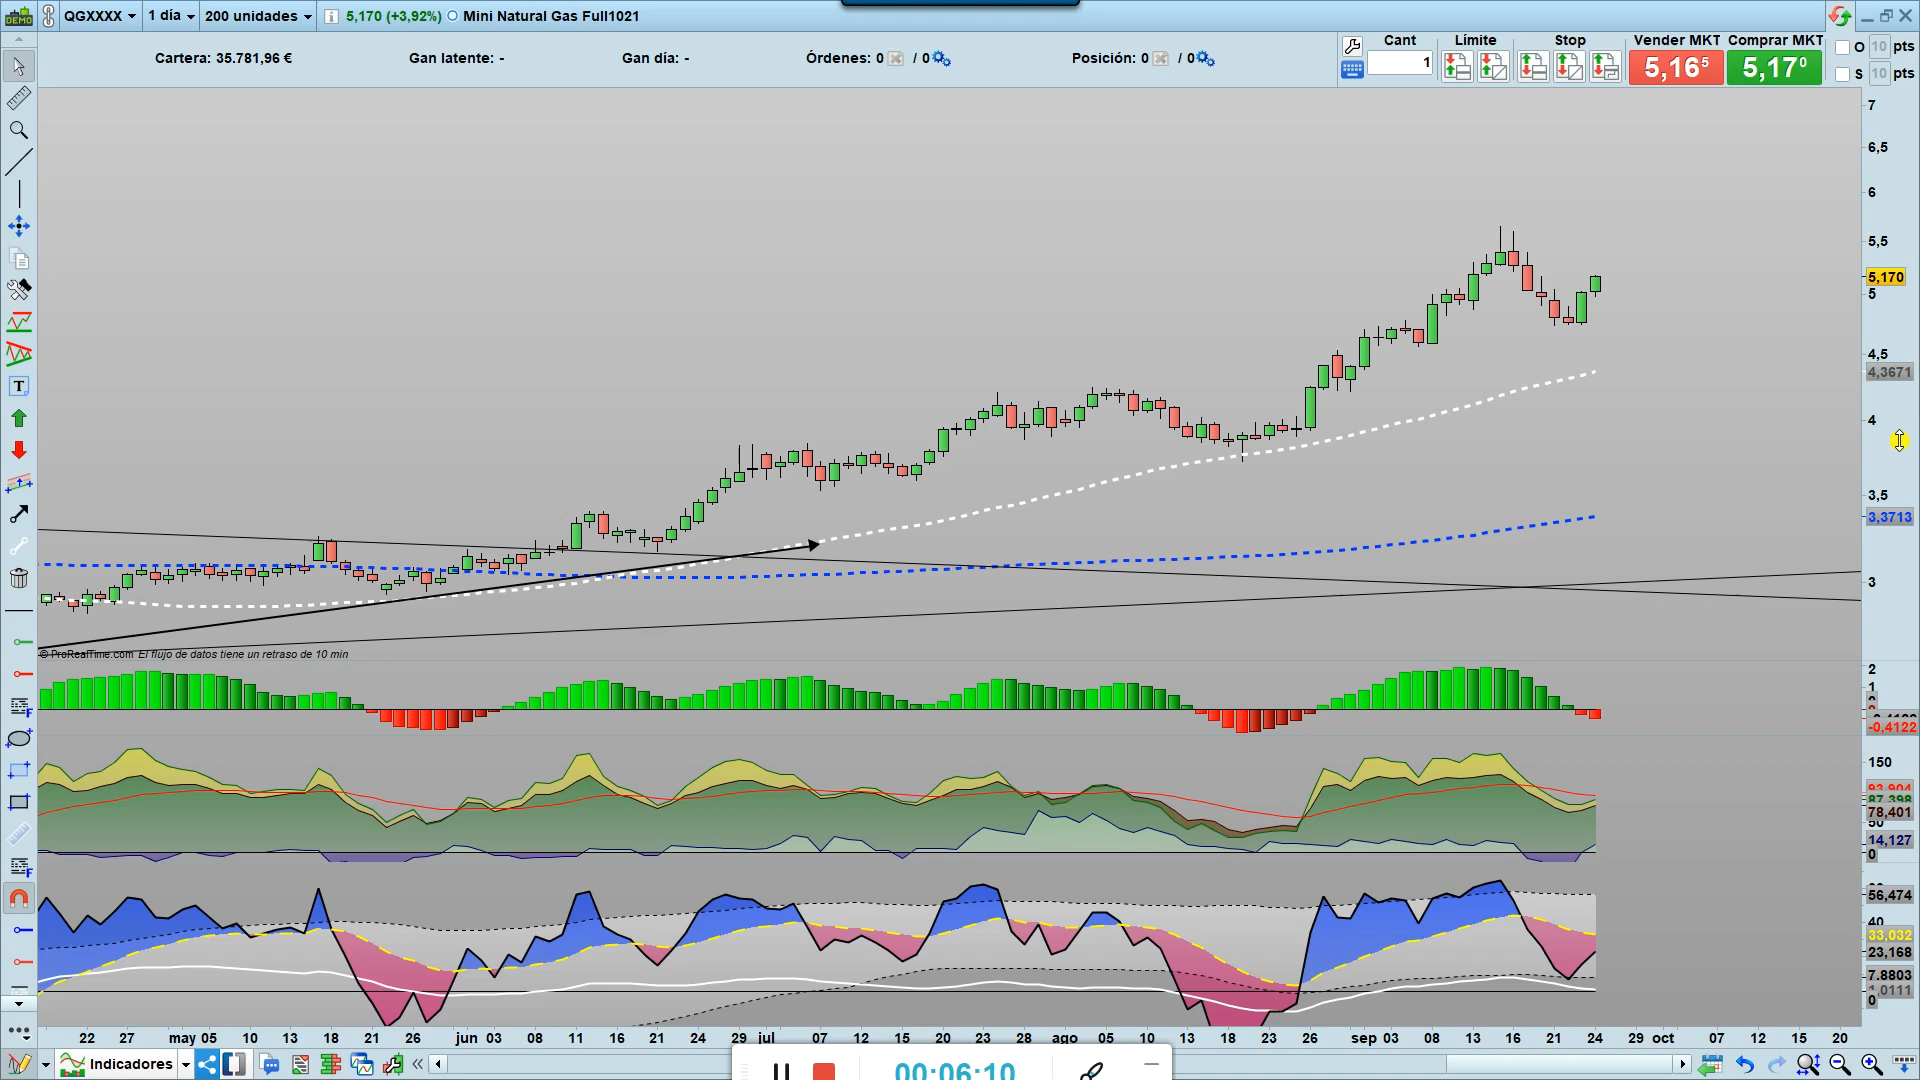 DEMO QGXXXX 1 día 200 unidades 5,170 (+3,92%) Mini Natural Gas Full1021
Cartera: 35.781,96 € Gan latente: - Gan día: - Órdenes: 0 / 0 Posición: 0 / 0
Cant Límite Stop Vender MKT Comprar MKT
1 5,16⁵ 5,17⁰
O 10 pts
S 10 pts
7
6,5
6
5,5
5,170
5
4,5
4,3671
4
3,5
3,3713
3
T
© ProRealTime.com El flujo de datos tiene un retraso de 10 min
2
1
-0,4122
150
93,904
87,398
78,401
50
14,127
0
56,474
40
33,032
23,168
7.8803
0
22 27 may 05 10 13 18 21 26 jun 03 08 11 16 21 24 29 jul 07 12 15 20 23 28 ago 05 10 13 18 23 26 sep 03 08 13 16 21 24 29 oct 07 12 15 20
Indicadores
00:06:10